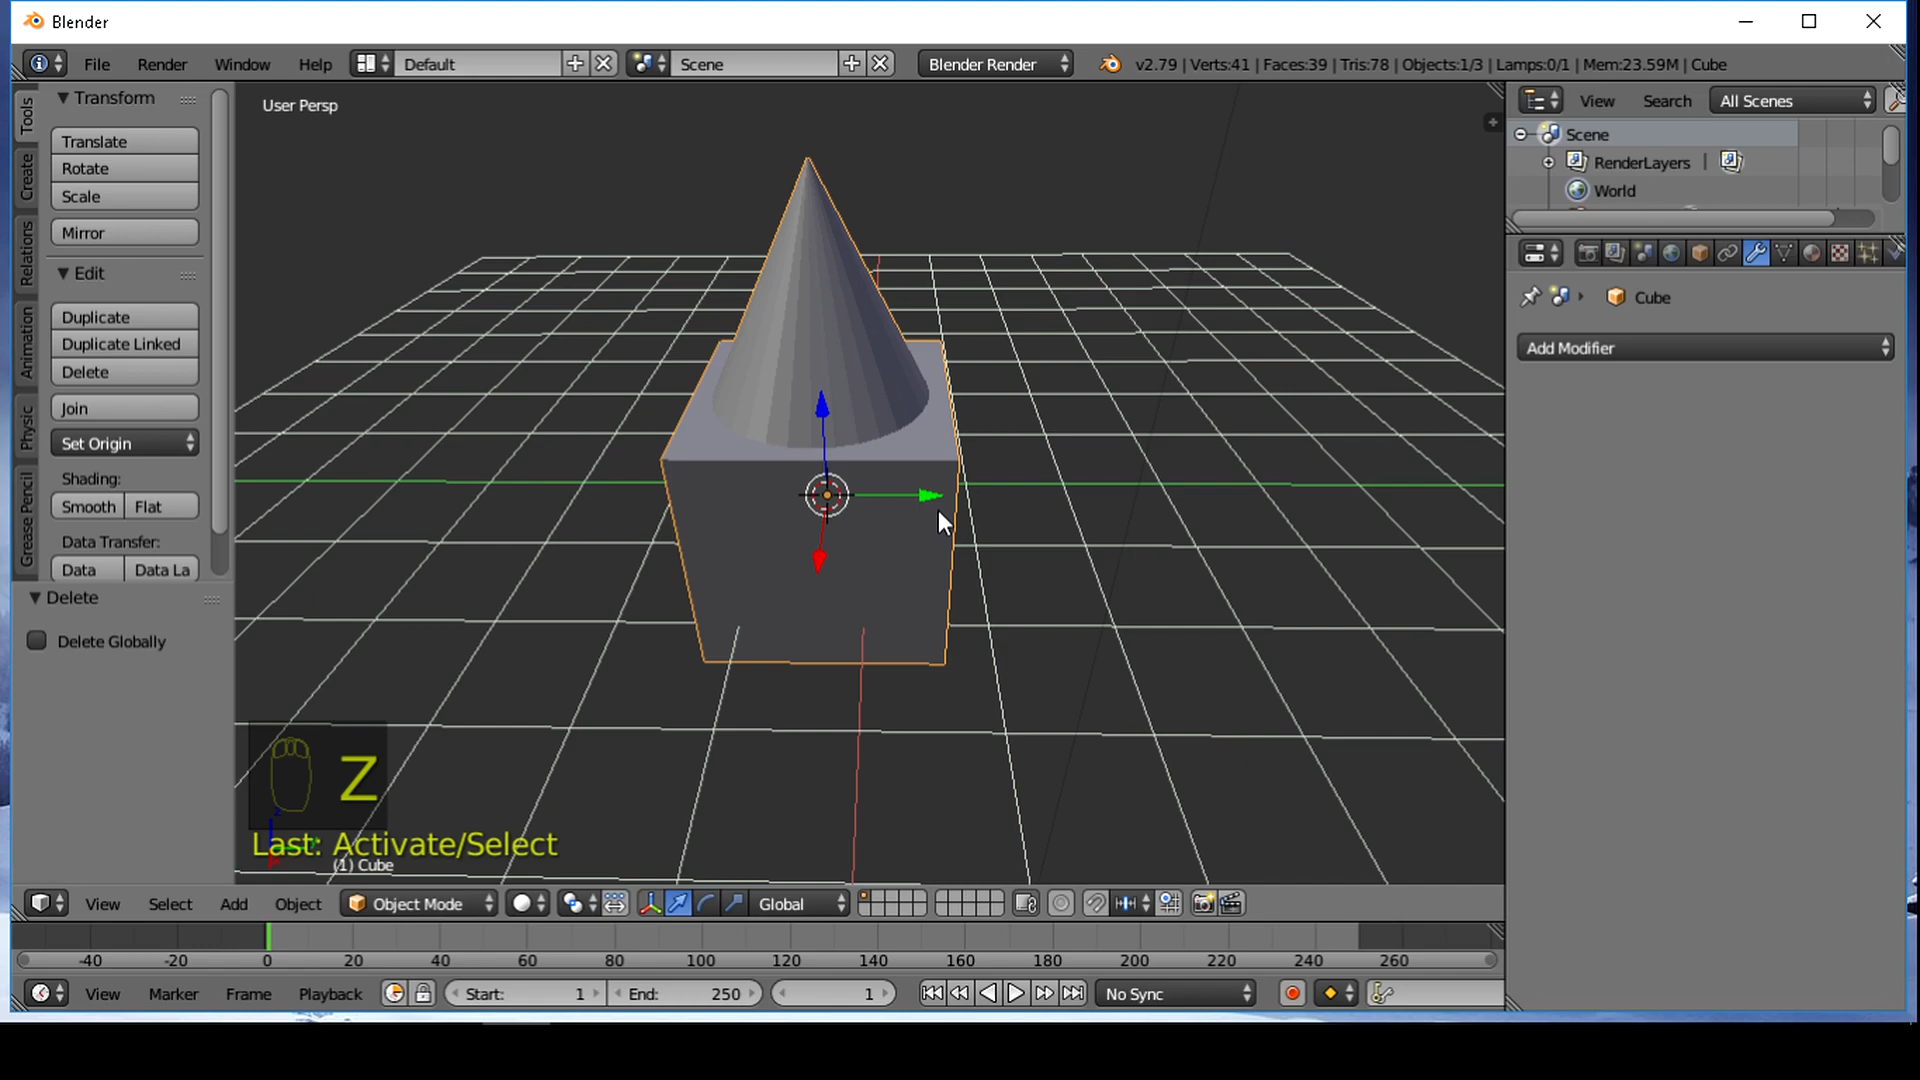 Blender
File Render Window Help Default Scene Blender Render v2.79 | Verts:41 | Faces:39 | Tris:78 | Objects:1/3 | Lamps:0/1 | Mem:23.59M | Cube
Tools
Create
Relations
Animation
Physic
Grease Pencil
Transform
Translate
Rotate
Scale
Mirror
Edit
Duplicate
Duplicate Linked
Delete
Join
Set Origin
Shading:
Smooth Flat
Data Transfer:
Data Data La
Delete
Delete Globally
User Persp
Z
Last: Activate/Select
(1) Cube
View Search All Scenes
Scene
RenderLayers
World
Cube
Add Modifier
View Select Add Object Object Mode Global
-40 -20 0 20 40 60 80 100 120 140 160 180 200 220 240 260
View Marker Frame Playback Start: 1 End: 250 1 No Sync